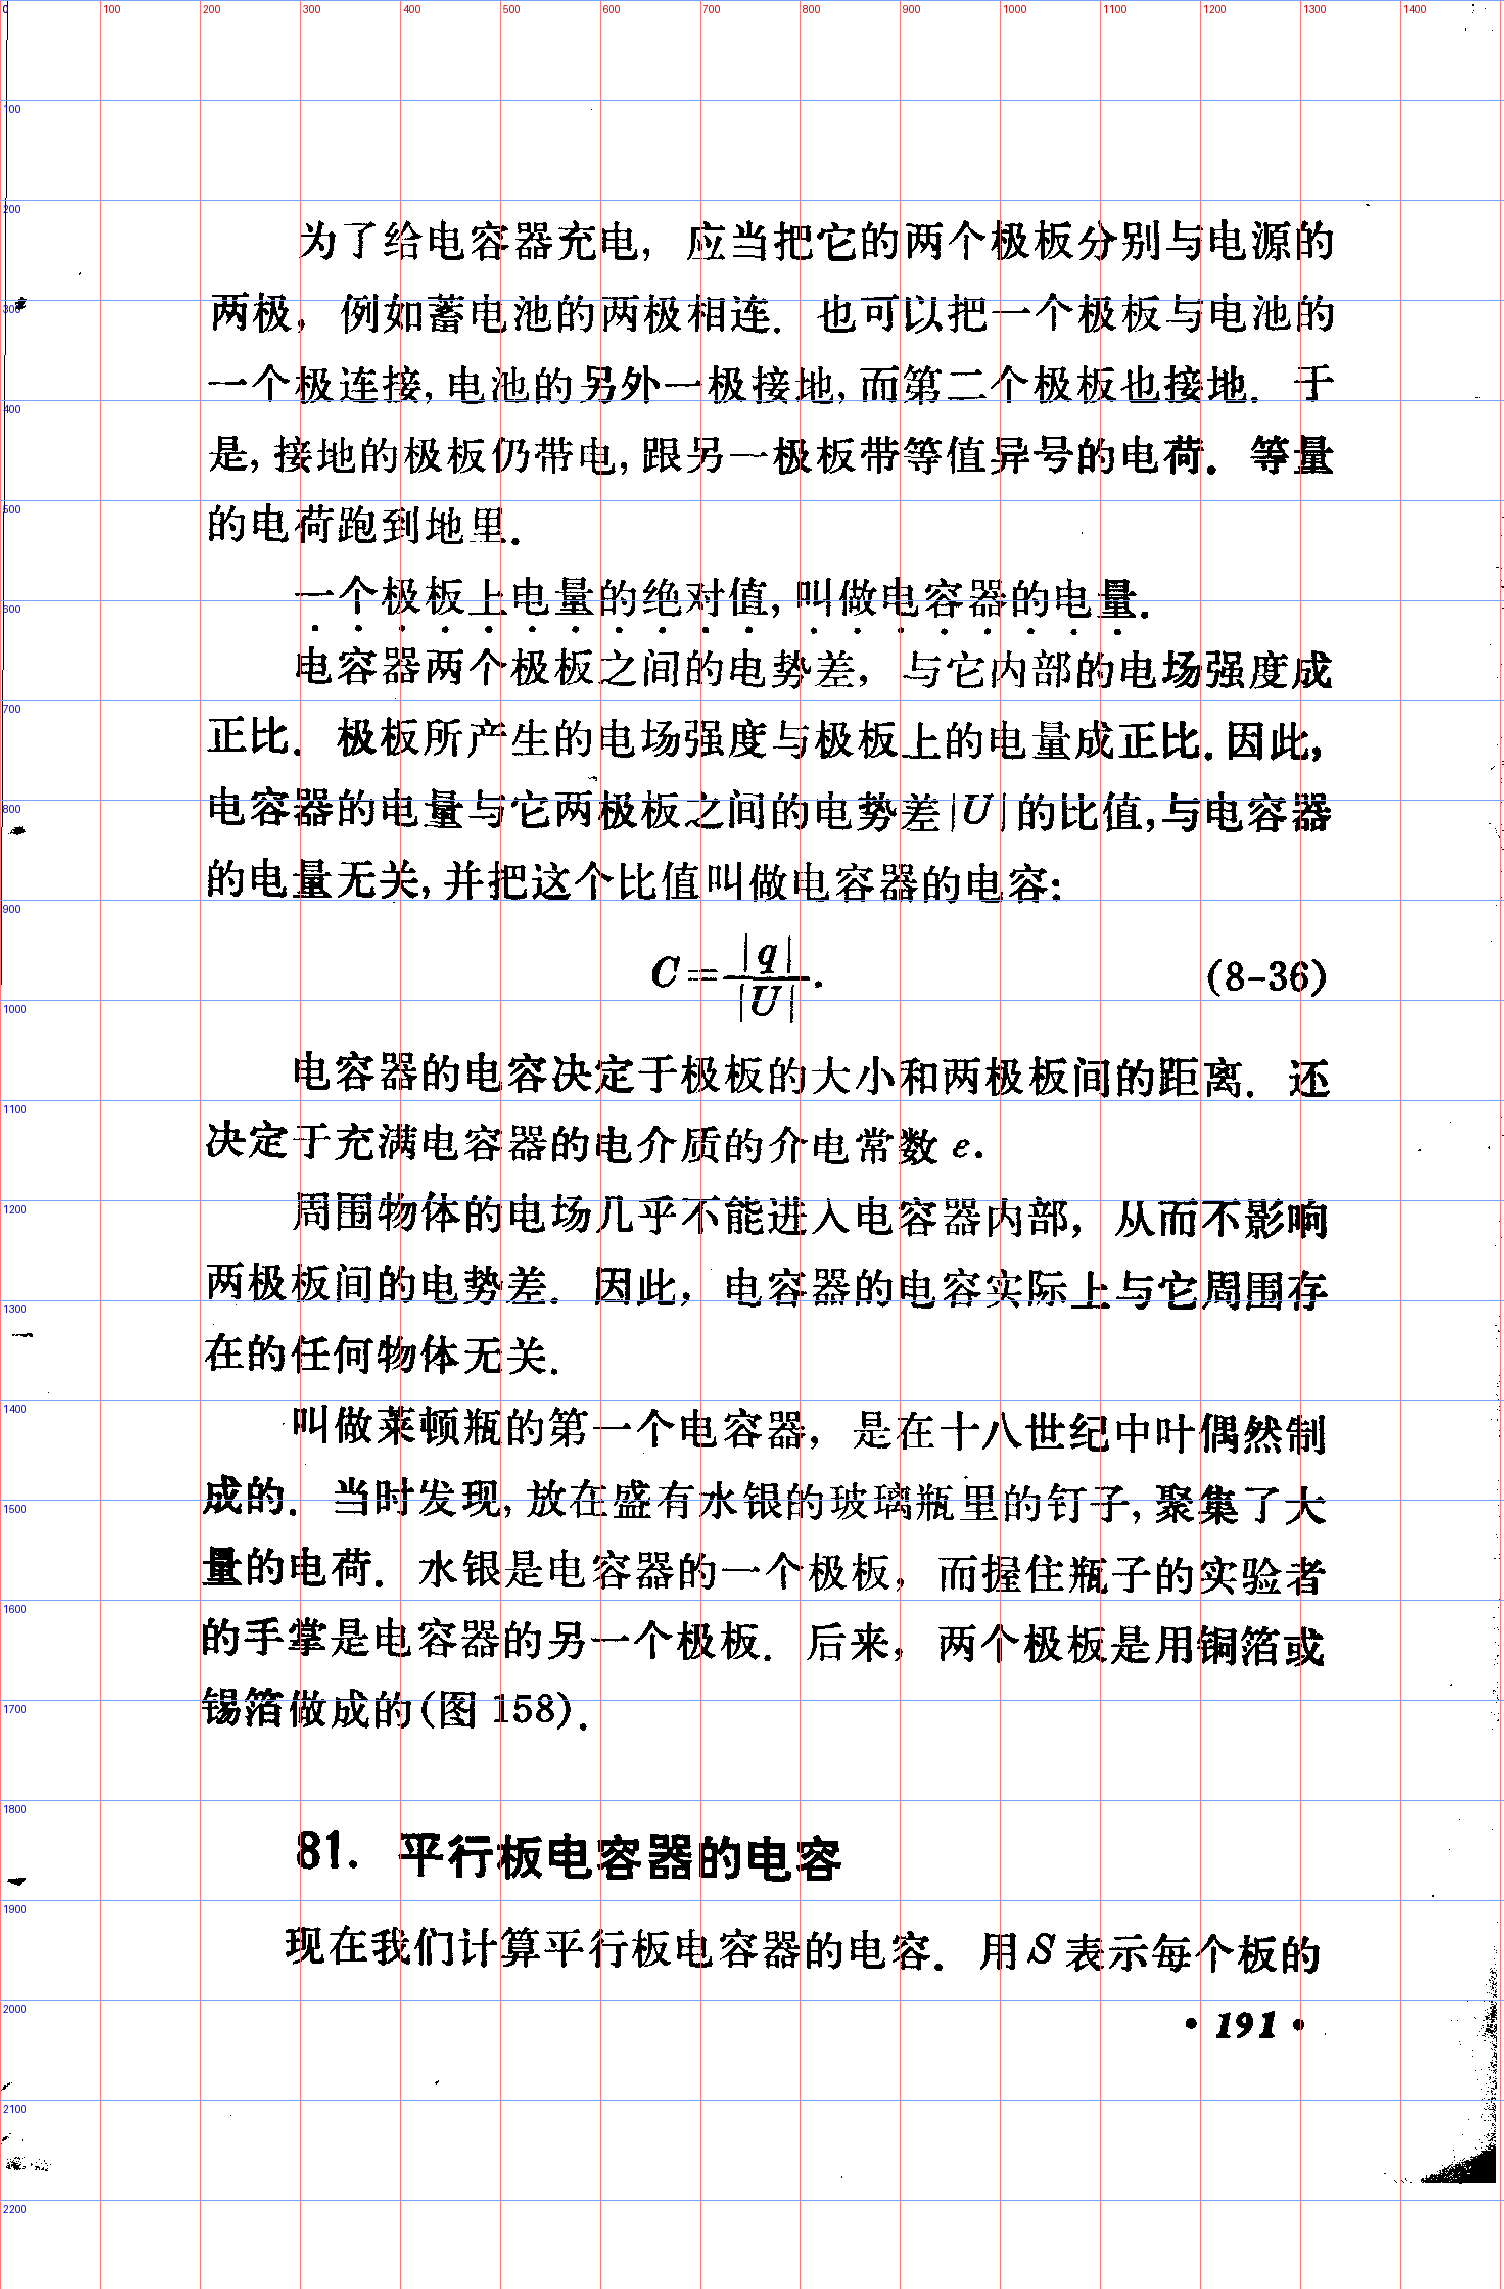 为了给电容器充电，应当把它的两个极板分别与电源的
两极，例如蓄电池的两极相连．也可以把一个极板与电池的
一个极连接，电池的另外一极接地，而第二个极板也接地．于
是，接地的极板仍带电，跟另一极板带等值异号的电荷．等量
的电荷跑到地里．
一个极板上电量的绝对值，叫做电容器的电量．
电容器两个极板之间的电势差，与它内部的电场强度成
正比．极板所产生的电场强度与极板上的电量成正比．因此，
电容器的电量与它两极板之间的电势差|U|的比值，与电容器
的电量无关，并把这个比值叫做电容器的电容：
C=|q|/|U|. (8-36)
电容器的电容决定于极板的大小和两极板间的距离．还
决定于充满电容器的电介质的介电常数 e.
周围物体的电场几乎不能进入电容器内部，从而不影响
两极板间的电势差．因此，电容器的电容实际上与它周围存
在的任何物体无关．
叫做莱顿瓶的第一个电容器，是在十八世纪中叶偶然制
成的．当时发现，放在盛有水银的玻璃瓶里的钉子，聚集了大
量的电荷．水银是电容器的一个极板，而握住瓶子的实验者
的手掌是电容器的另一个极板．后来，两个极板是用铜箔或
锡箔做成的(图 158)．
81．平行板电容器的电容
现在我们计算平行板电容器的电容．用 S 表示每个板的
• 191 •